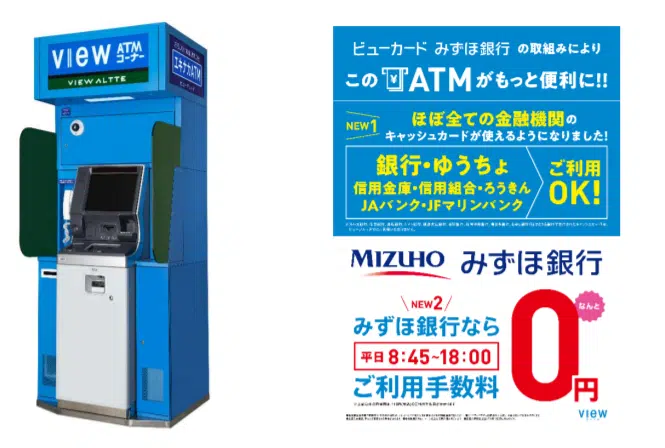 VIEW ATMコーナー
VIEW ALTTE
エキナカATM
ビューカード みずほ銀行 の取組みにより
この ¥ ATMがもっと便利に!!
NEW1 ほぼ全ての金融機関の
キャッシュカードが使えるようになりました!
銀行・ゆうちょ
信用金庫・信用組合・ろうきん
JAバンク・JFマリンバンク
ご利用
OK!
MIZUHO みずほ銀行
NEW2
みずほ銀行なら
平日 8:45~18:00
ご利用手数料
なんと
0円
VIEW